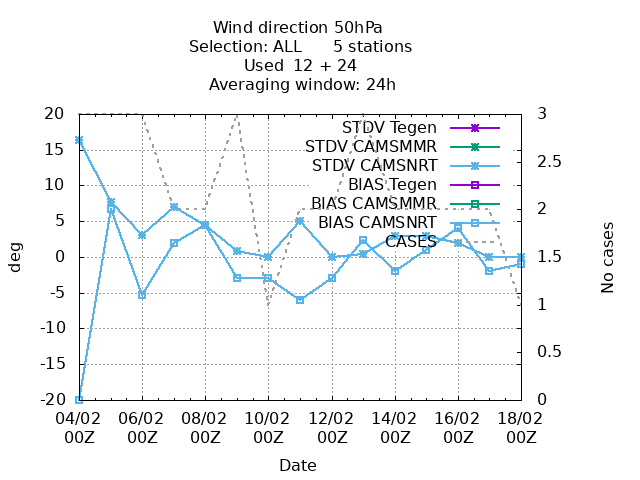 Wind direction 50hPa
Selection: ALL      5 stations
Used  12 + 24
Averaging window: 24h
STDV Tegen
STDV CAMSMMR
STDV CAMSNRT
BIAS Tegen
BIAS CAMSMMR
BIAS CAMSNRT
CASES
20
15
10
5
0
-5
-10
-15
-20
deg
3
2.5
2
1.5
1
0.5
0
No cases
04/02 06/02 08/02 10/02 12/02 14/02 16/02 18/02
00Z 00Z 00Z 00Z 00Z 00Z 00Z 00Z
Date